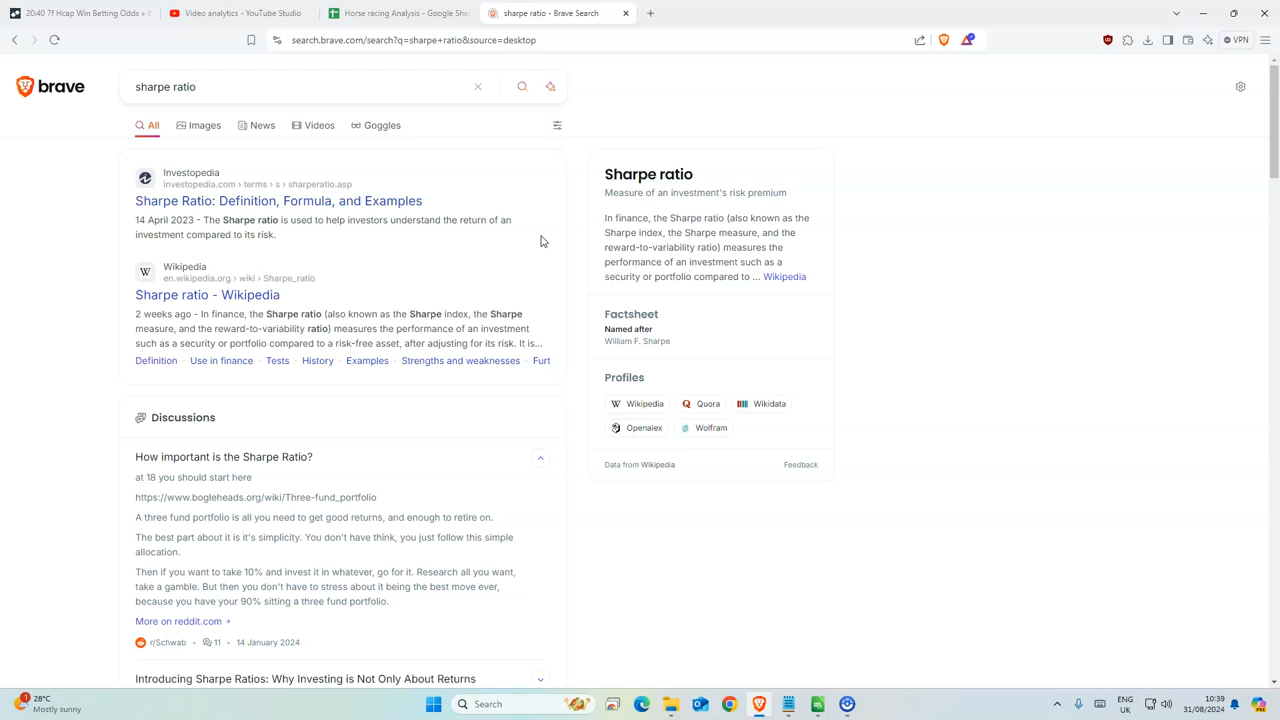 20:40 7f Hap Win Betting Odds »
Video analytics - YouTube Studio
Horse racing Analysis - Google She
sharpe ratio - Brave Search
search.brave.com/search?q=sharpe+ratio&source=desktop
VPN
brave
sharpe ratio
All
Images
News
Videos
Goggles
Investopedia
investopedia.com › terms › s › sharperatio.asp
Sharpe Ratio: Definition, Formula, and Examples
14 April 2023 - The Sharpe ratio is used to help investors understand the return of an
investment compared to its risk.
W
Wikipedia
en.wikipedia.org › wiki › Sharpe_ratio
Sharpe ratio - Wikipedia
2 weeks ago - In finance, the Sharpe ratio (also known as the Sharpe index, the Sharpe
measure, and the reward-to-variability ratio) measures the performance of an investment
such as a security or portfolio compared to a risk-free asset, after adjusting for its risk. It is...
Definition · Use in finance · Tests · History · Examples · Strengths and weaknesses · Furt
Discussions
How important is the Sharpe Ratio?
at 18 you should start here
https://www.bogleheads.org/wiki/Three-fund_portfolio
A three fund portfolio is all you need to get good returns, and enough to retire on.
The best part about it is it's simplicity. You don't have think, you just follow this simple
allocation.
Then if you want to take 10% and invest it in whatever, go for it. Research all you want,
take a gamble. But then you don't have to stress about it being the best move ever,
because you have your 90% sitting a three fund portfolio.
More on reddit.com
r/Schwab • 11 • 14 January 2024
Introducing Sharpe Ratios: Why Investing is Not Only About Returns
Sharpe ratio
Measure of an investment's risk premium
In finance, the Sharpe ratio (also known as the
Sharpe index, the Sharpe measure, and the
reward-to-variability ratio) measures the
performance of an investment such as a
security or portfolio compared to ... Wikipedia
Factsheet
Named after
William F. Sharpe
Profiles
W Wikipedia
Quora
Wikidata
Openalex
Wolfram
Data from Wikipedia
Feedback
1
28°C
Mostly sunny
Search
ENG
UK
10:39
31/08/2024